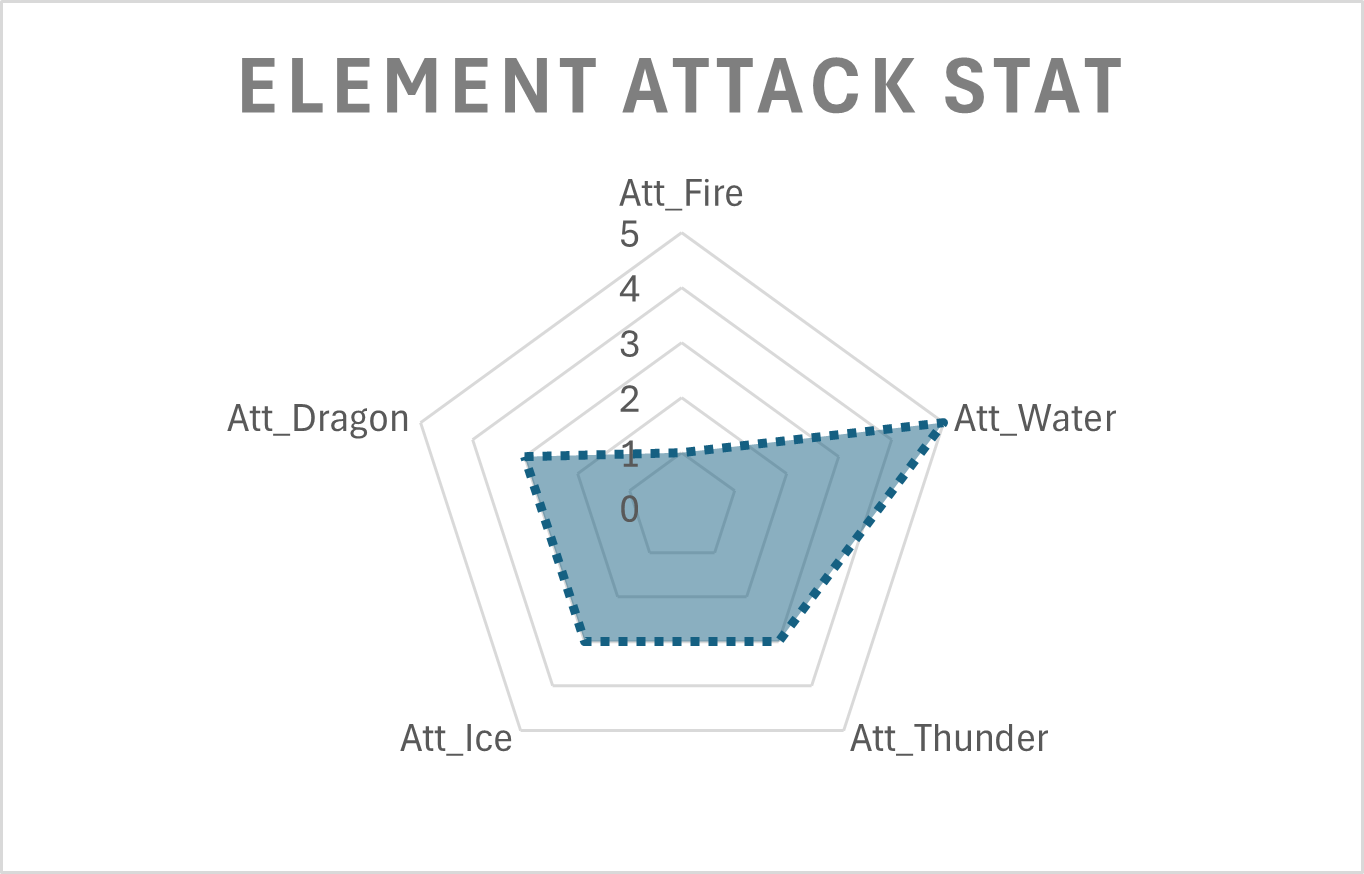 ELEMENT ATTACK STAT
Att_Fire
5
4
3
2
1
0
Att_Water
Att_Thunder
Att_Ice
Att_Dragon